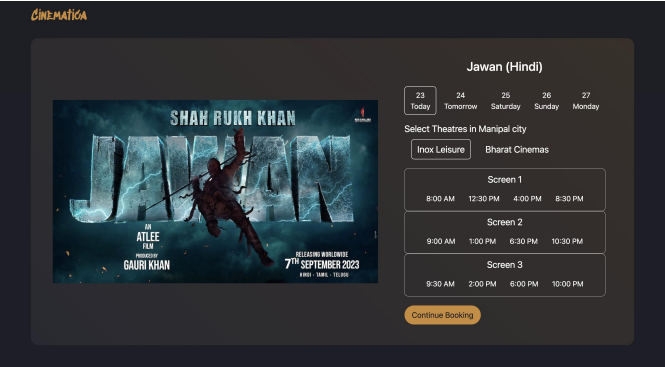 CINEMATICA
SHAH RUKH KHAN
JAWAN
AN
ATLEE
FILM
PRODUCED BY
GAURI KHAN
RELEASING WORLDWIDE
7TH SEPTEMBER 2023
HINDI - TAMIL - TELUGU
Jawan (Hindi)
23 24 25 26 27
Today Tomorrow Saturday Sunday Monday
Select Theatres in Manipal city
Inox Leisure Bharat Cinemas
Screen 1
8:00 AM 12:30 PM 4:00 PM 8:30 PM
Screen 2
9:00 AM 1:00 PM 6:30 PM 10:30 PM
Screen 3
9:30 AM 2:00 PM 6:00 PM 10:00 PM
Continue Booking